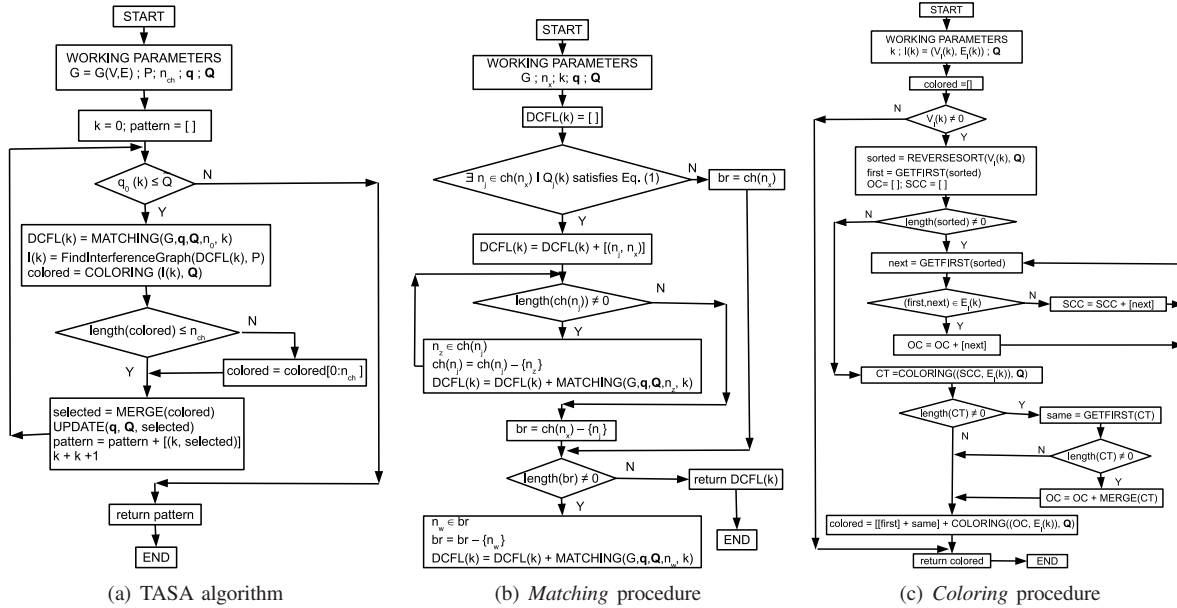 START
WORKING PARAMETERS
G = G(V,E) ; P; n_ch ; q ; Q
k = 0; pattern = [ ]
q_0 (k) ≤ Q̄
N
Y
DCFL(k) = MATCHING(G,q,Q,n_0, k)
I(k) = FindInterferenceGraph(DCFL(k), P)
colored = COLORING (I(k), Q)
length(colored) ≤ n_ch
N
Y
colored = colored[0:n_ch ]
selected = MERGE(colored)
UPDATE(q, Q, selected)
pattern = pattern + [(k, selected)]
k + k +1
return pattern
END
(a) TASA algorithm
START
WORKING PARAMETERS
G ; n_x; k; q ; Q
DCFL(k) = [ ]
∃ n_j ∈ ch(n_x) I Q_j(k) satisfies Eq. (1)
N
br = ch(n_x)
Y
DCFL(k) = DCFL(k) + [(n_j, n_x)]
length(ch(n_j)) ≠ 0
N
Y
n_z ∈ ch(n_j)
ch(n_j) = ch(n_j) – {n_z}
DCFL(k) = DCFL(k) + MATCHING(G,q,Q,n_z, k)
br = ch(n_x) – {n_j}
length(br) ≠ 0
N
return DCFL(k)
Y
END
n_w ∈ br
br = br – {n_w}
DCFL(k) = DCFL(k) + MATCHING(G,q,Q,n_w, k)
(b) Matching procedure
START
WORKING PARAMETERS
k ; I(k) = (V_I(k), E_I(k)) ; Q
colored =[]
N
V_I(k) ≠ 0
Y
sorted = REVERSESORT(V_I(k), Q)
first = GETFIRST(sorted)
OC= [ ]; SCC = [ ]
N
length(sorted) ≠ 0
Y
next = GETFIRST(sorted)
(first,next) ∈ E_I(k)
N
SCC = SCC + [next]
Y
OC = OC + [next]
CT =COLORING((SCC, E_I(k)), Q)
length(CT) ≠ 0
Y
same = GETFIRST(CT)
N
N
length(CT) ≠ 0
Y
OC = OC + MERGE(CT)
colored = [[first] + same] + COLORING((OC, E_I(k)), Q)
return colored
END
(c) Coloring procedure